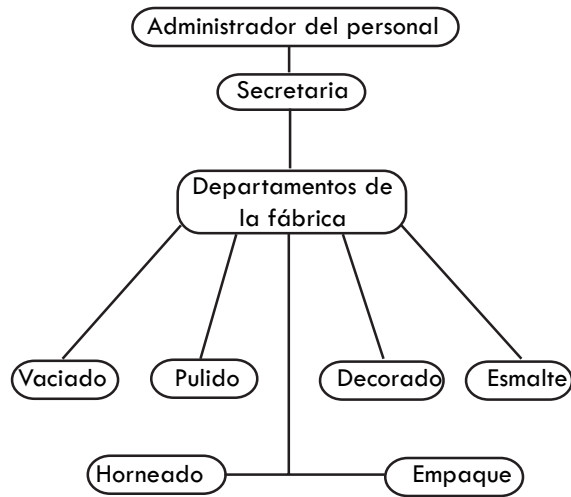 Administrador del personal
Secretaria
Departamentos de
la fábrica
Vaciado
Pulido
Decorado
Esmalte
Horneado
Empaque